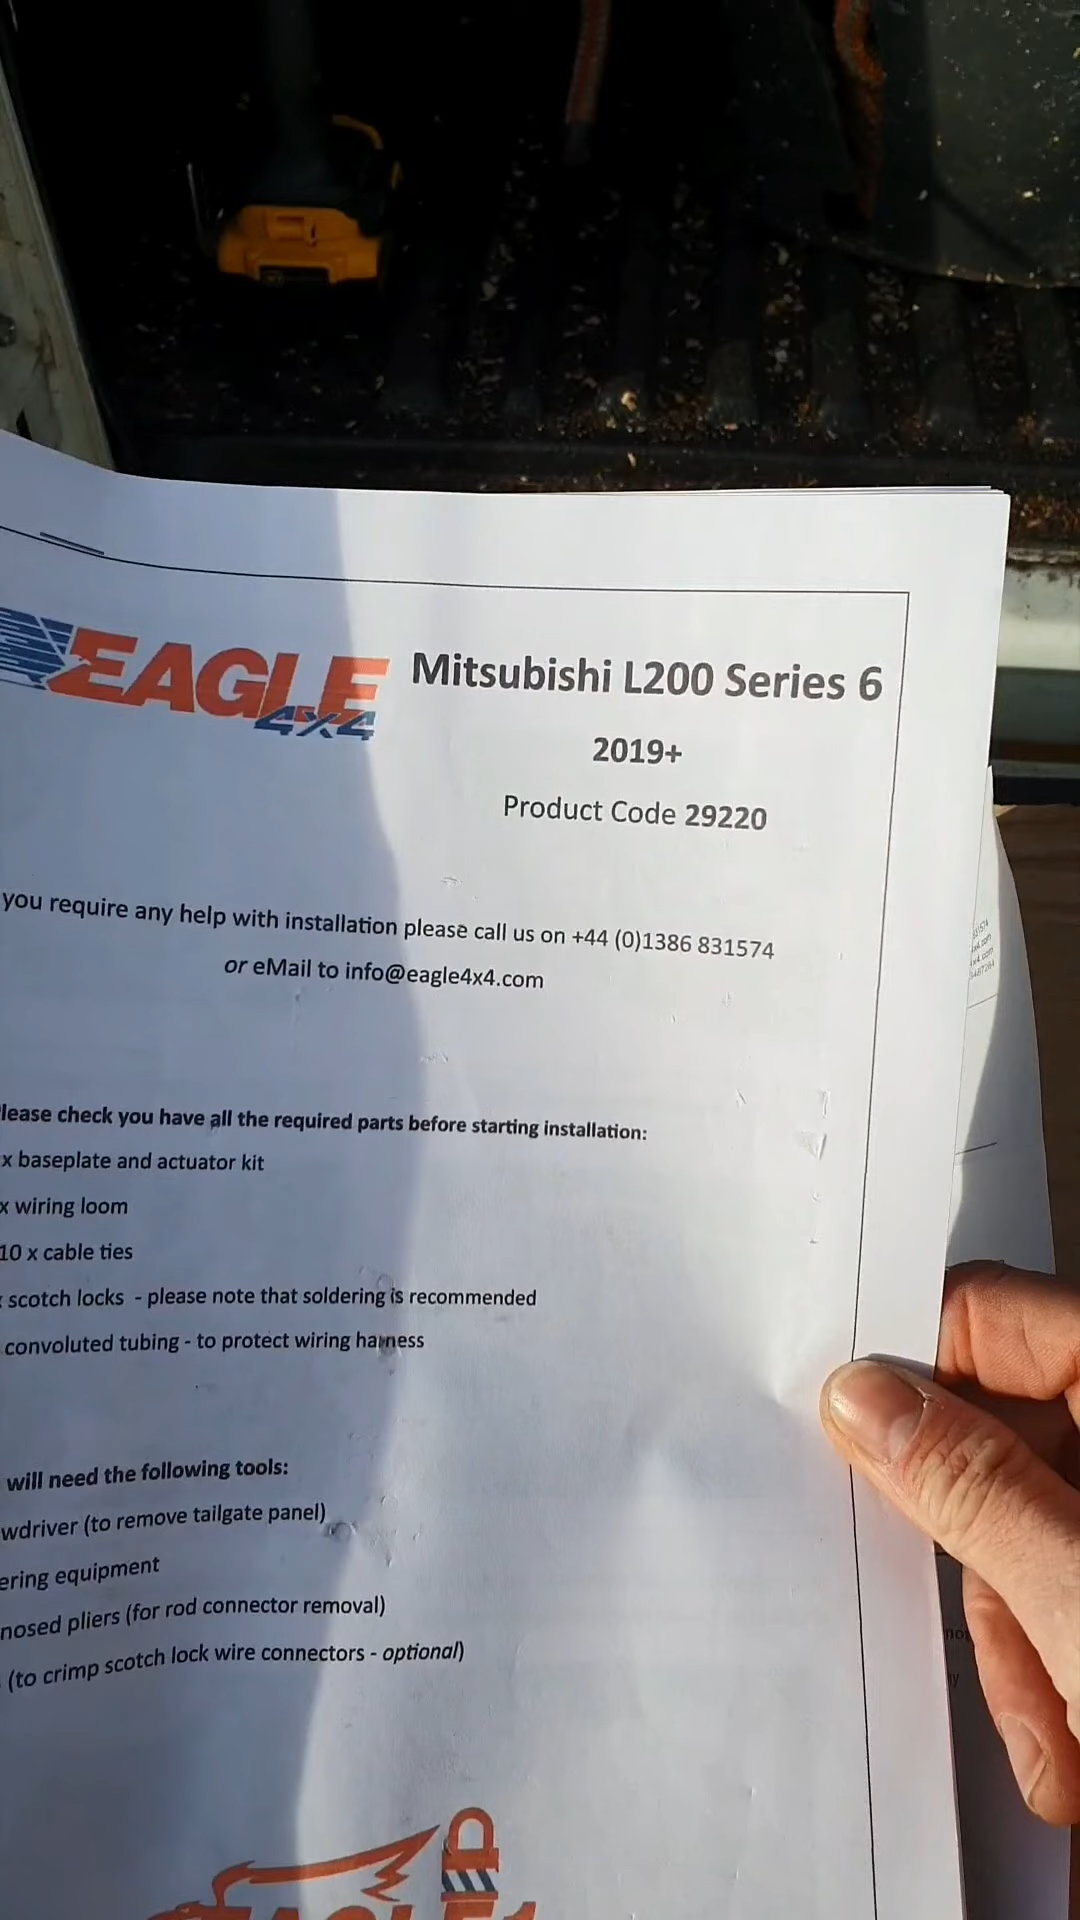 EAGLE
4x4
Mitsubishi L200 Series 6
2019+
Product Code 29220
you require any help with installation please call us on +44 (0)1386 831574
or eMail to info@eagle4x4.com
lease check you have all the required parts before starting installation:
x baseplate and actuator kit
x wiring loom
10 x cable ties
scotch locks - please note that soldering is recommended
convoluted tubing - to protect wiring harness
will need the following tools:
wdriver (to remove tailgate panel)
ering equipment
nosed pliers (for rod connector removal)
(to crimp scotch lock wire connectors - optional)